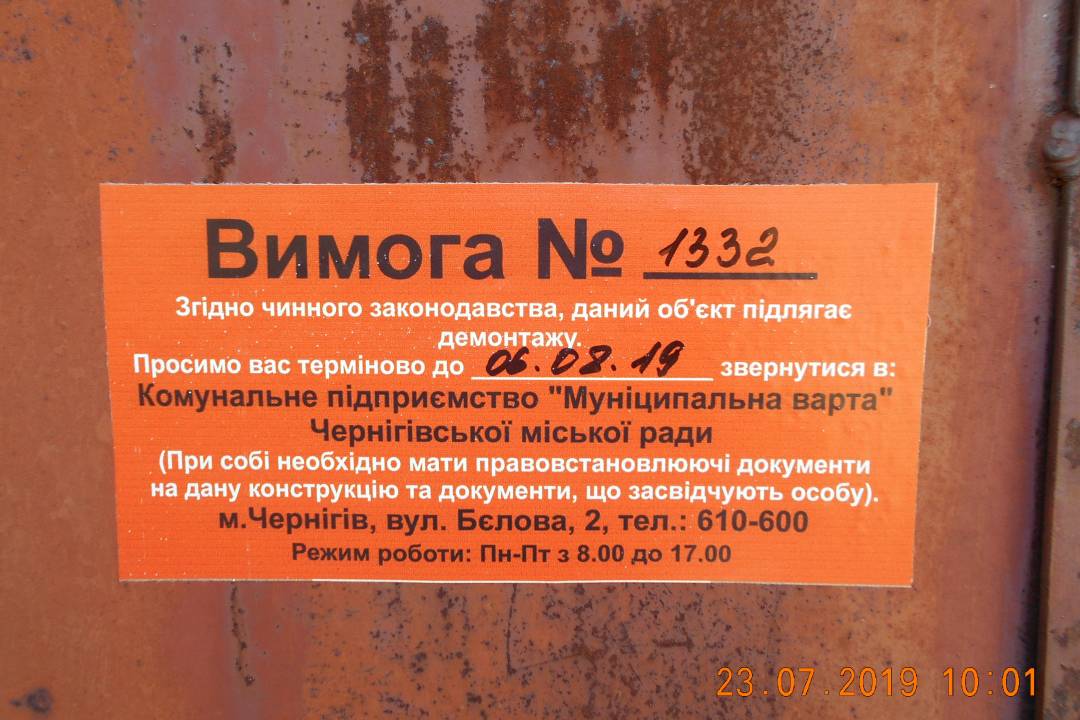 Вимога № 1332
Згідно чинного законодавства, даний об'єкт підлягає
демонтажу.
Просимо вас терміново до 06.08.19 звернутися в:
Комунальне підприємство "Муніципальна варта"
Чернігівської міської ради
(При собі необхідно мати правовстановлюючі документи
на дану конструкцію та документи, що засвідчують особу).
м.Чернігів, вул. Бєлова, 2, тел.: 610-600
Режим роботи: Пн-Пт з 8.00 до 17.00
23.07.2019 10:01